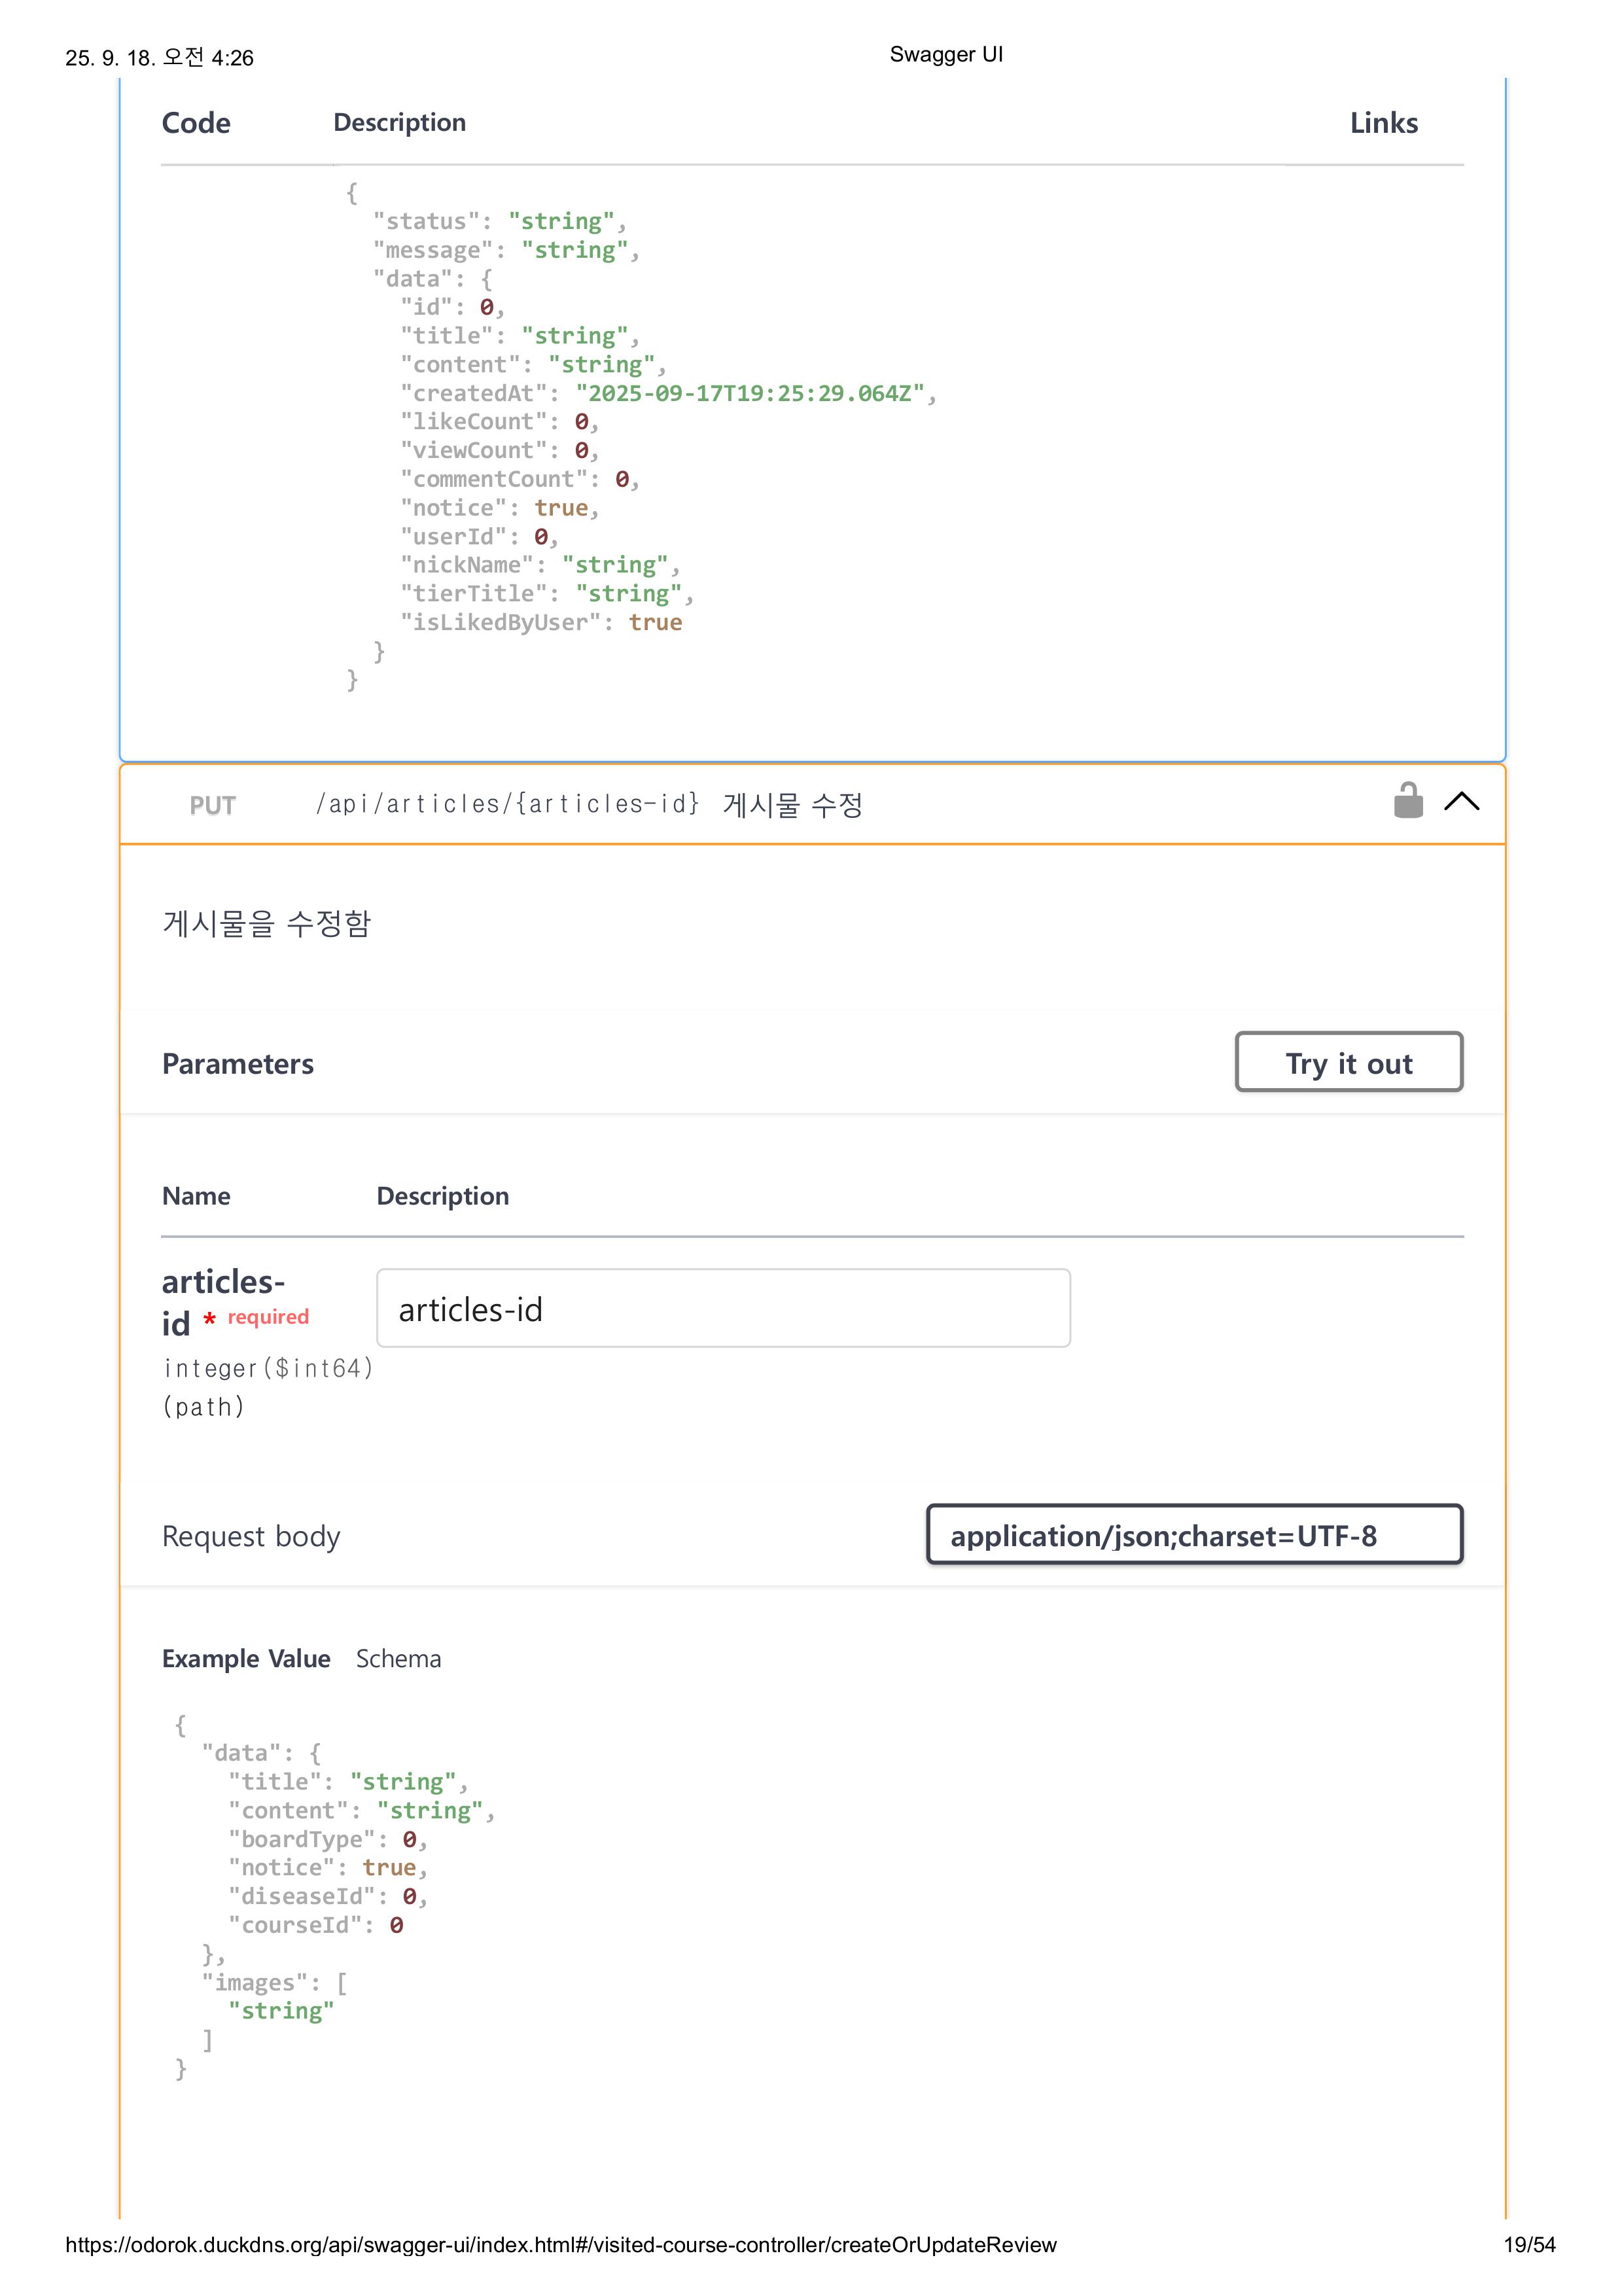 25. 9. 18. 오전 4:26
Swagger UI
Code Description Links
{
  "status": "string",
  "message": "string",
  "data": {
    "id": 0,
    "title": "string",
    "content": "string",
    "createdAt": "2025-09-17T19:25:29.064Z",
    "likeCount": 0,
    "viewCount": 0,
    "commentCount": 0,
    "notice": true,
    "userId": 0,
    "nickName": "string",
    "tierTitle": "string",
    "isLikedByUser": true
  }
}
PUT /api/articles/{articles-id} 게시물 수정
게시물을 수정함
Parameters
Try it out
Name Description
articles-
id * required
articles-id
integer($int64)
(path)
Request body
application/json;charset=UTF-8
Example Value Schema
{
  "data": {
    "title": "string",
    "content": "string",
    "boardType": 0,
    "notice": true,
    "diseaseId": 0,
    "courseId": 0
  },
  "images": [
    "string"
  ]
}
https://odorok.duckdns.org/api/swagger-ui/index.html#/visited-course-controller/createOrUpdateReview
19/54